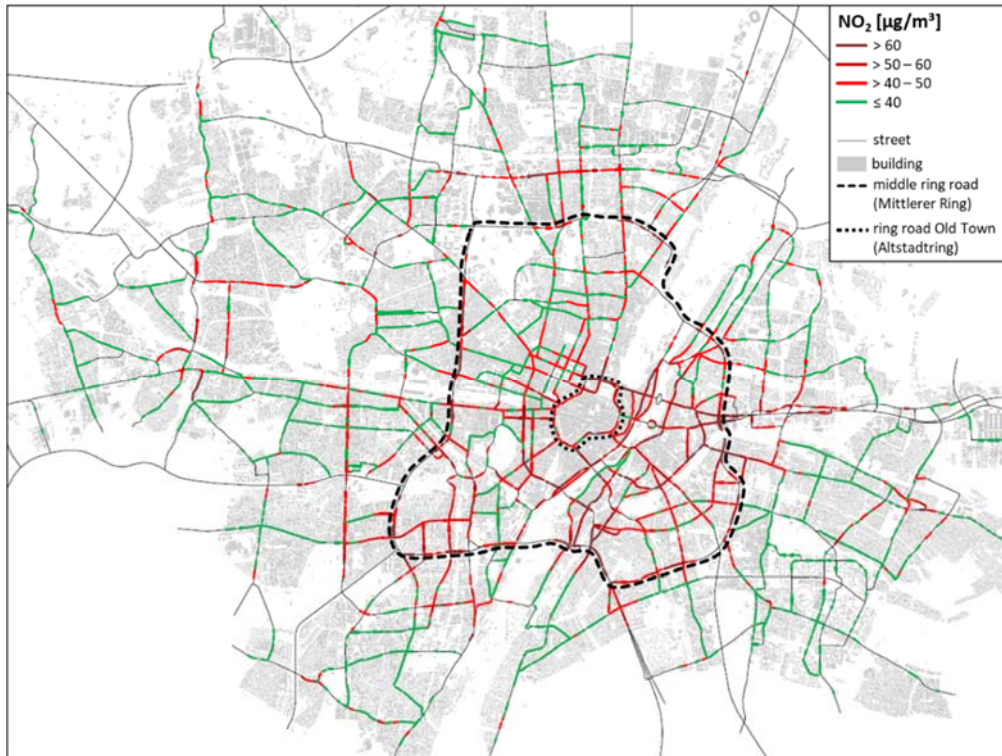 NO₂ [µg/m³]
> 60
> 50 – 60
> 40 – 50
≤ 40
street
building
middle ring road
(Mittlerer Ring)
ring road Old Town
(Altstadtring)